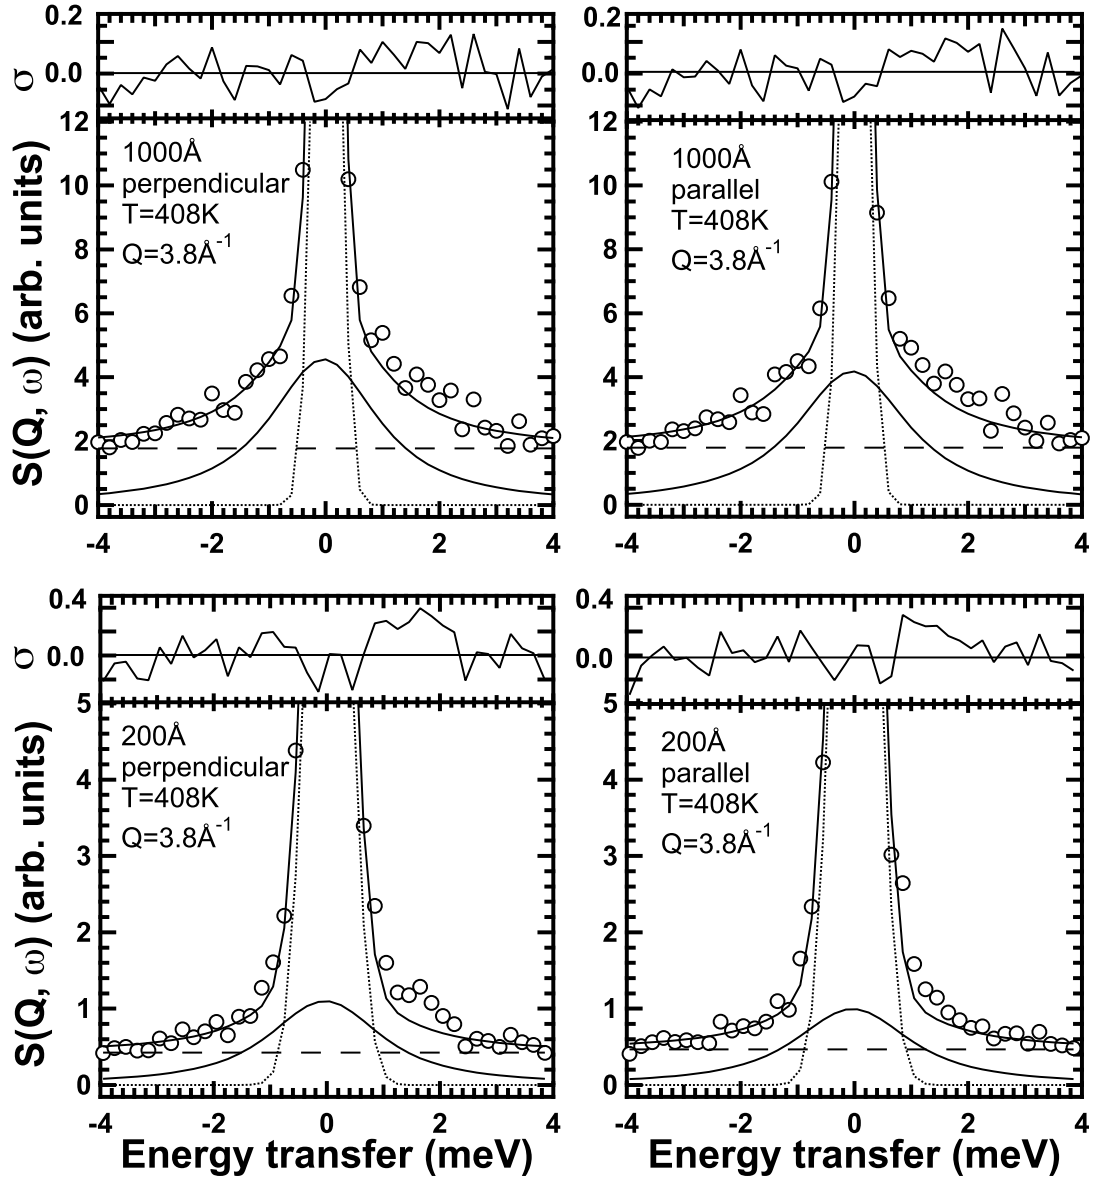 0.2
σ
0.0
12
10
8
6
4
2
0
S(Q, ω) (arb. units)
1000Å
perpendicular
T=408K
Q=3.8Å⁻¹
-4 -2 0 2 4
0.2
0.0
12
10
8
6
4
2
0
1000Å
parallel
T=408K
Q=3.8Å⁻¹
-4 -2 0 2 4
0.4
σ
0.0
5
4
3
2
1
0
S(Q, ω) (arb. units)
200Å
perpendicular
T=408K
Q=3.8Å⁻¹
-4 -2 0 2 4
Energy transfer (meV)
0.4
0.0
5
4
3
2
1
0
200Å
parallel
T=408K
Q=3.8Å⁻¹
-4 -2 0 2 4
Energy transfer (meV)